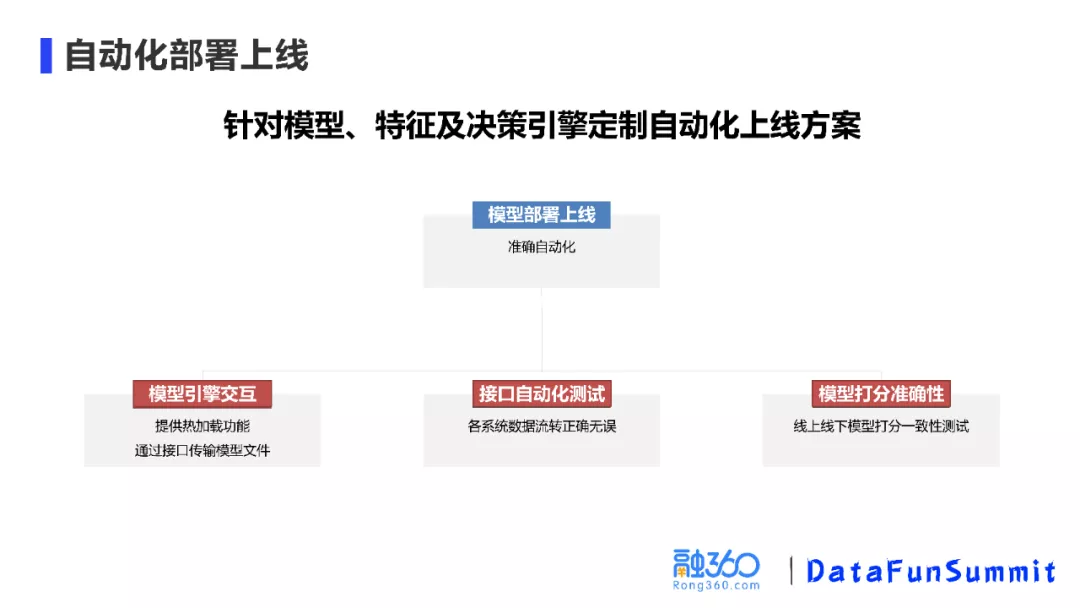 自动化部署上线
针对模型、特征及决策引擎定制自动化上线方案
模型部署上线
准确自动化
模型引擎交互
提供热加载功能
通过接口传输模型文件
接口自动化测试
各系统数据流转正确无误
模型打分准确性
线上线下模型打分一致性测试
融360
Rong360.com
DataFunSummit